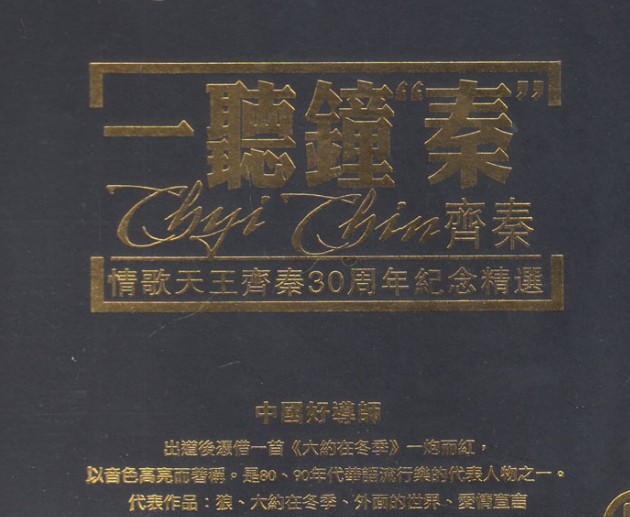 一聽鐘“秦”
Chyi Chin 齊秦
情歌天王齊秦30周年紀念精選
中國好導師
出道後憑借一首《大約在冬季》一炮而紅，
以音色高亮而著稱。是80、90年代華語流行樂的代表人物之一。
代表作品：狼、大約在冬季、外面的世界、愛情宣言